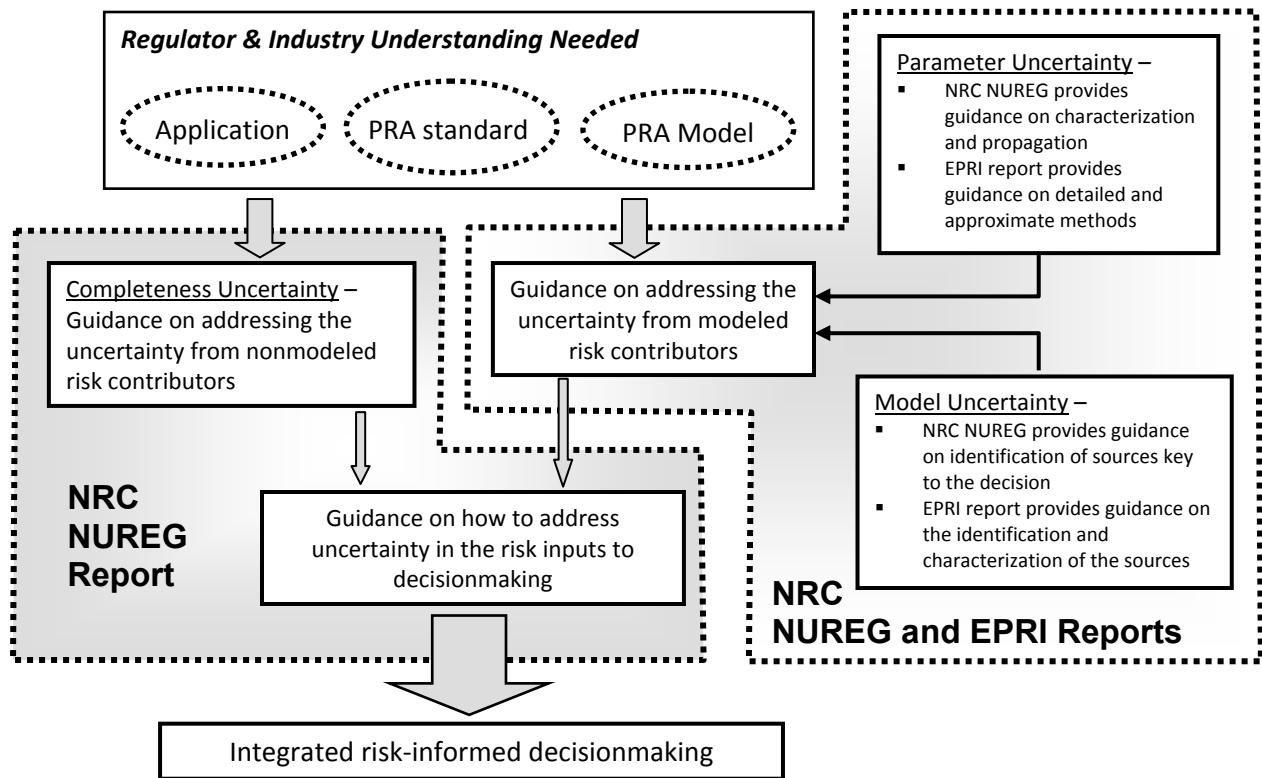 Regulator & Industry Understanding Needed
Application
PRA standard
PRA Model
Parameter Uncertainty –
▪ NRC NUREG provides
guidance on characterization
and propagation
▪ EPRI report provides
guidance on detailed and
approximate methods
Completeness Uncertainty –
Guidance on addressing the
uncertainty from nonmodeled
risk contributors
Guidance on addressing the
uncertainty from modeled
risk contributors
Model Uncertainty –
▪ NRC NUREG provides guidance
on identification of sources key
to the decision
▪ EPRI report provides guidance on
the identification and
characterization of the sources
NRC
NUREG
Report
Guidance on how to address
uncertainty in the risk inputs to
decisionmaking
NRC
NUREG and EPRI Reports
Integrated risk-informed decisionmaking